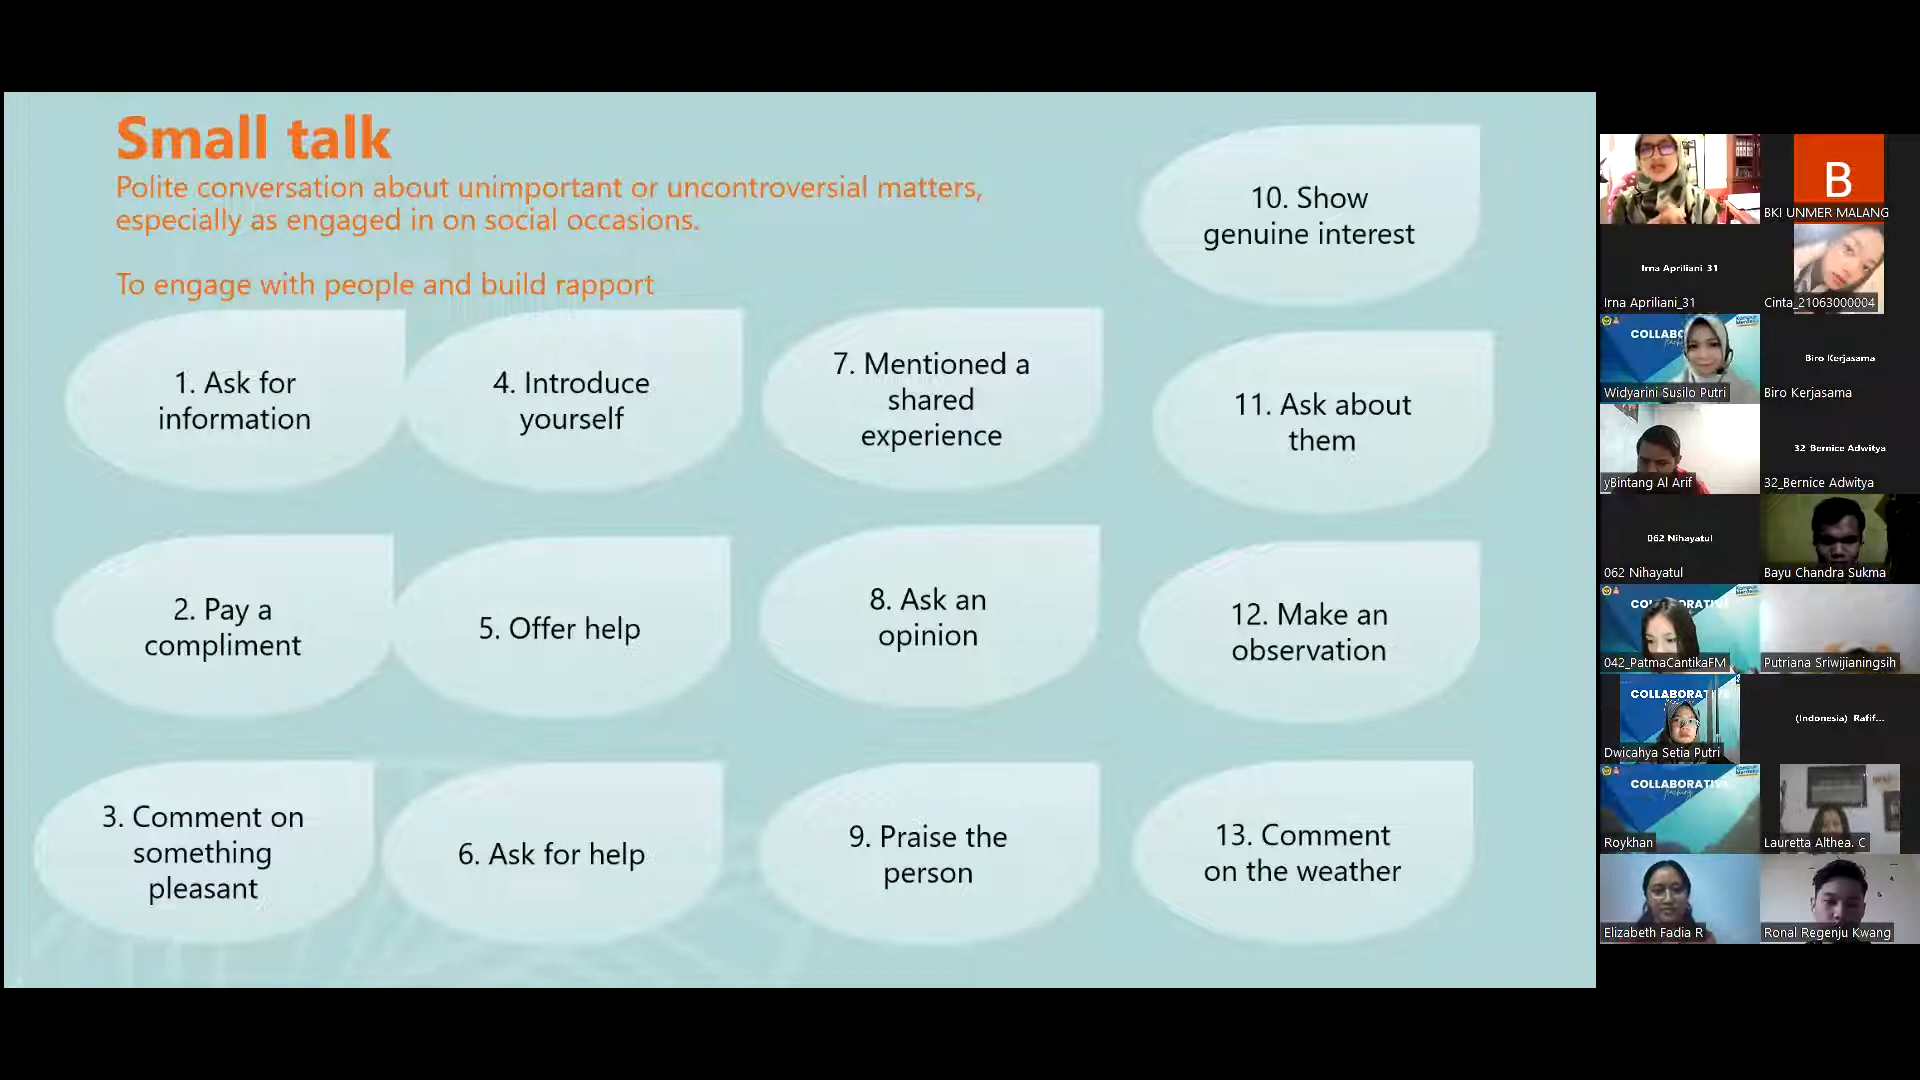 Small talk
Polite conversation about unimportant or uncontroversial matters,
especially as engaged in on social occasions.
To engage with people and build rapport
1. Ask for
information
2. Pay a
compliment
3. Comment on
something
pleasant
4. Introduce
yourself
5. Offer help
6. Ask for help
7. Mentioned a
shared
experience
8. Ask an
opinion
9. Praise the
person
10. Show
genuine interest
11. Ask about
them
12. Make an
observation
13. Comment
on the weather
B
BKI UNMER MALANG
Irna Apriliani_31
Irna Apriliani_31
Cinta_21063000004
COLLABO
Widyarini Susilo Putri
Biro Kerjasama
Biro Kerjasama
yBintang Al Arif
32_Bernice Adwitya
32_Bernice Adwitya
062 Nihayatul
062 Nihayatul
Bayu Chandra Sukma
042_PatmaCantikaFM
Putriana Sriwijianingsih
COLLABORATI
Dwicahya Setia Putri
(Indonesia) Rafif...
COLLABORATIVE
Roykhan
Lauretta Althea. C
Elizabeth Fadia R
Ronal Regenju Kwang